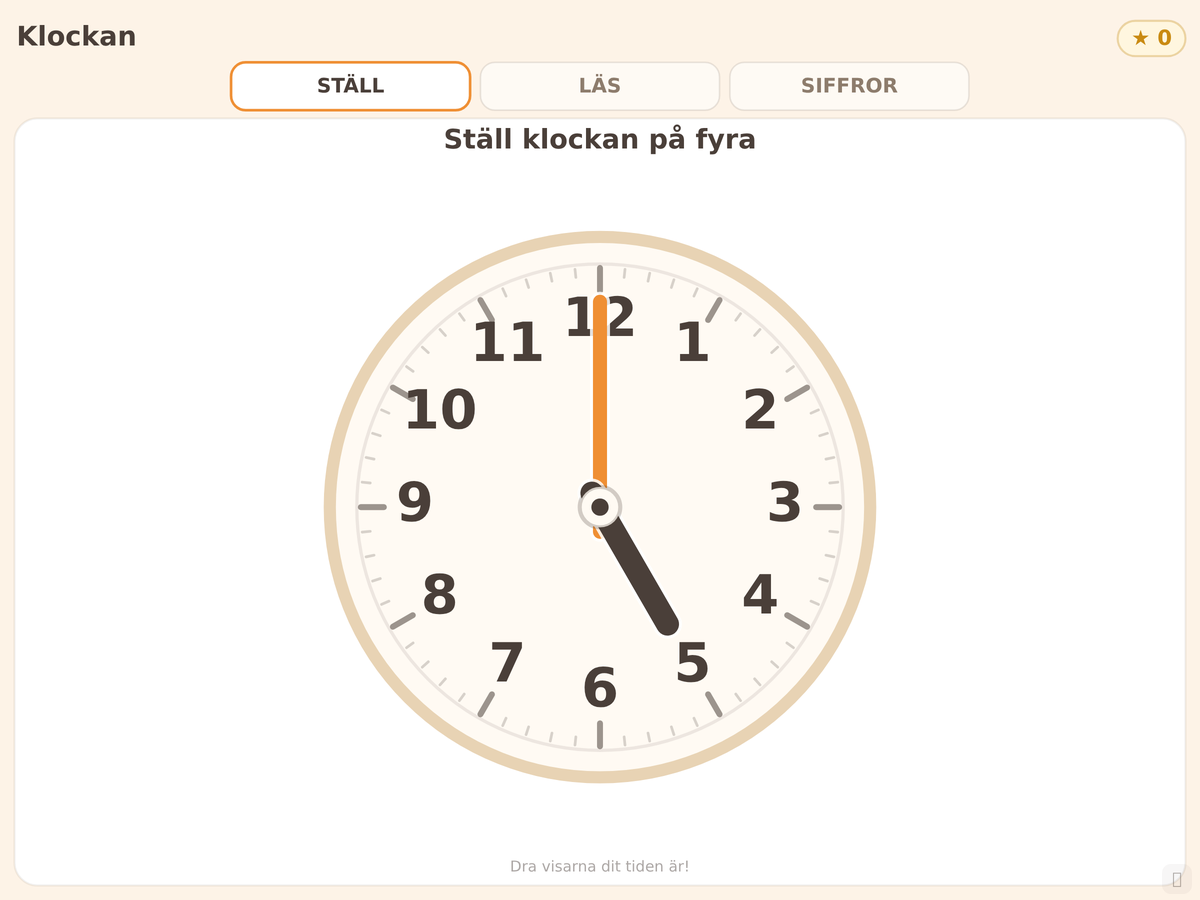 Klockan
★ 0
STÄLL
LÄS
SIFFROR
Ställ klockan på fyra
12
1
2
3
4
5
6
7
8
9
10
11
Dra visarna dit tiden är!